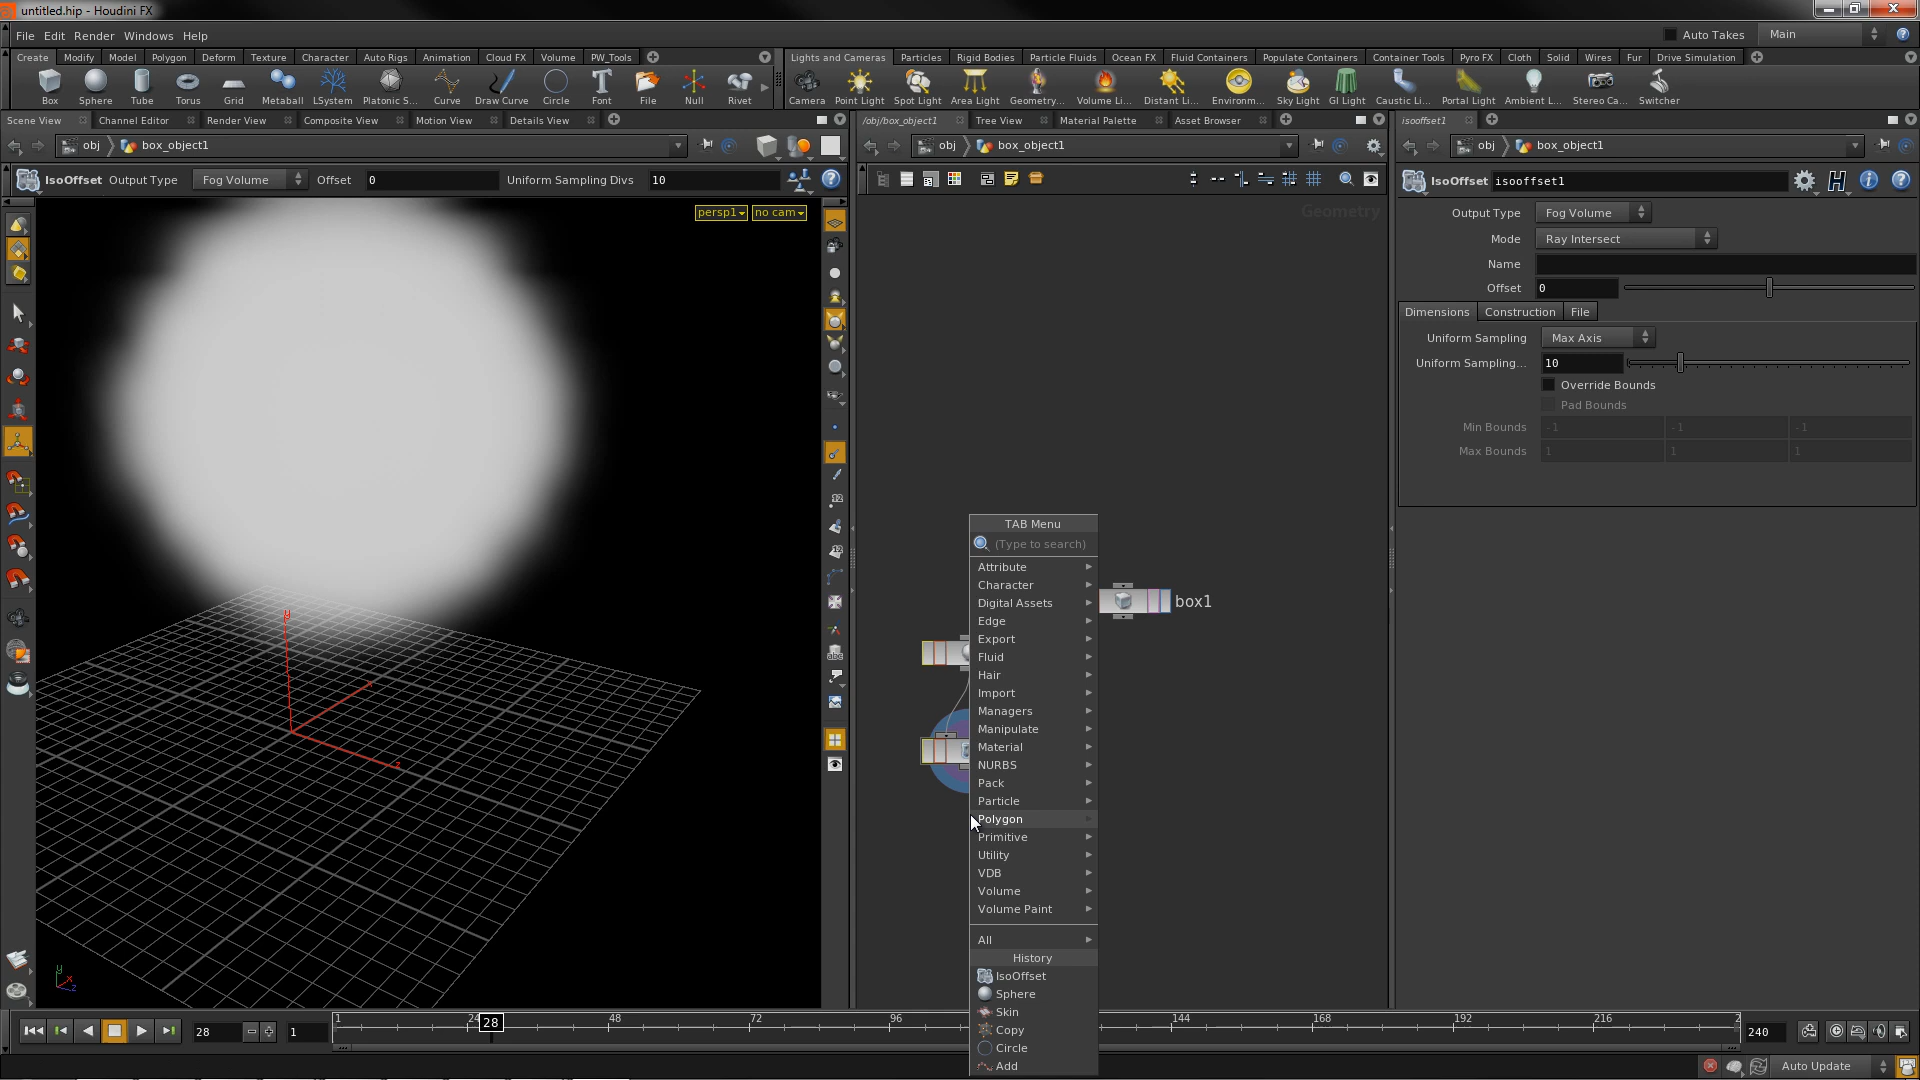 untitled.hip - Houdini FX
File Edit Render Windows Help
Auto Takes Main
Create Modify Model Polygon Deform Texture Character Auto Rigs Animation Cloud FX Volume PW_Tools
Lights and Cameras Particles Rigid Bodies Particle Fluids Ocean FX Fluid Containers Populate Containers Container Tools Pyro FX Cloth Solid Wires Fur Drive Simulation
Box Sphere Tube Torus Grid Metaball LSystem Platonic S... Curve Draw Curve Circle Font File Null Rivet
Camera Point Light Spot Light Area Light Geometry... Volume Li... Distant Li... Environm... Sky Light GI Light Caustic Li... Portal Light Ambient L... Stereo Ca... Switcher
Scene View Channel Editor Render View Composite View Motion View Details View
/obj/box_object1 Tree View Material Palette Asset Browser
isooffset1
obj box_object1
obj box_object1
obj box_object1
IsoOffset Output Type Fog Volume Offset 0 Uniform Sampling Divs 10
IsoOffset isooffset1
persp1 no cam
Geometry
Output Type Fog Volume
Mode Ray Intersect
Name
Offset 0
Dimensions Construction File
Uniform Sampling Max Axis
Uniform Sampling... 10
Override Bounds
Pad Bounds
Min Bounds -1 -1 -1
Max Bounds 1 1 1
TAB Menu
(Type to search)
Attribute
Character
Digital Assets
Edge
Export
Fluid
Hair
Import
Managers
Manipulate
Material
NURBS
Pack
Particle
Polygon
Primitive
Utility
VDB
Volume
Volume Paint
All
History
IsoOffset
Sphere
Skin
Copy
Circle
Add
box1
y
x
z
y
x
z
28 1
1 24 28 48 72 96 144 168 192 216 2
240
Auto Update